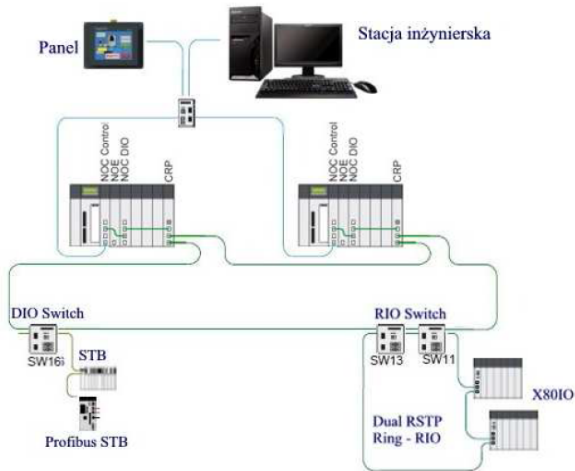 Panel
Stacja inżynierska
NOC Control
NOE
NOC DIO
CRP
NOC Control
NOE
NOC DIO
CRP
DIO Switch
RIO Switch
SW16
STB
SW13
SW11
X80IO
Profibus STB
Dual RSTP
Ring - RIO